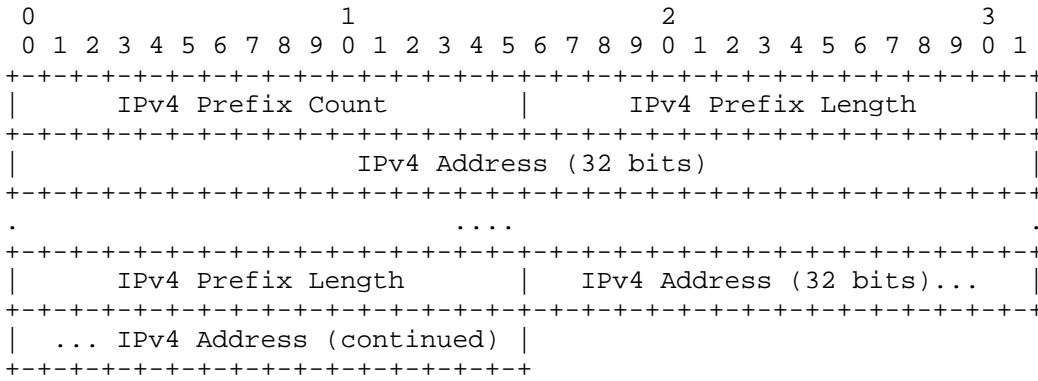 0                   1                   2                   3
 0 1 2 3 4 5 6 7 8 9 0 1 2 3 4 5 6 7 8 9 0 1 2 3 4 5 6 7 8 9 0 1
+-+-+-+-+-+-+-+-+-+-+-+-+-+-+-+-+-+-+-+-+-+-+-+-+-+-+-+-+-+-+-+-+
|      IPv4 Prefix Count        |      IPv4 Prefix Length       |
+-+-+-+-+-+-+-+-+-+-+-+-+-+-+-+-+-+-+-+-+-+-+-+-+-+-+-+-+-+-+-+-+
|                     IPv4 Address (32 bits)                    |
+-+-+-+-+-+-+-+-+-+-+-+-+-+-+-+-+-+-+-+-+-+-+-+-+-+-+-+-+-+-+-+-+
.                           ....                                .
+-+-+-+-+-+-+-+-+-+-+-+-+-+-+-+-+-+-+-+-+-+-+-+-+-+-+-+-+-+-+-+-+
|      IPv4 Prefix Length       |   IPv4 Address (32 bits)...   |
+-+-+-+-+-+-+-+-+-+-+-+-+-+-+-+-+-+-+-+-+-+-+-+-+-+-+-+-+-+-+-+-+
|  ... IPv4 Address (continued) |
+-+-+-+-+-+-+-+-+-+-+-+-+-+-+-+-+